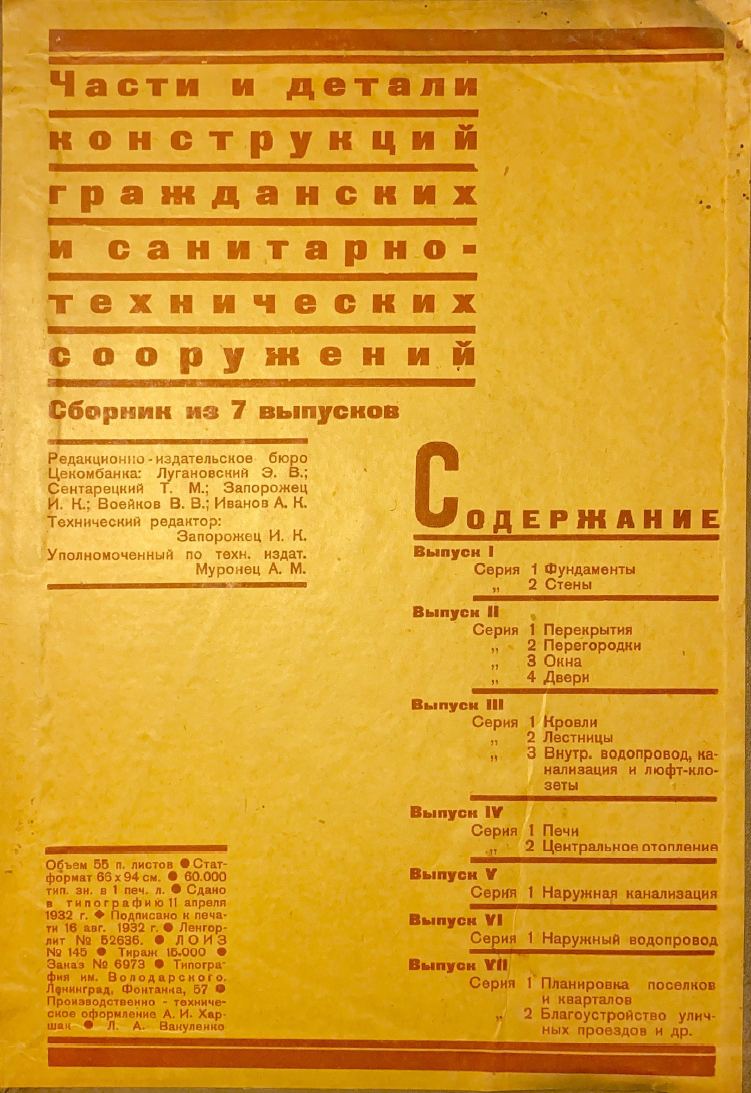 Части и детали
конструкций
гражданских
и санитарно-
технических
сооружений
Сборник из 7 выпусков
Редакционно-издательское бюро
Цекомбанка: Лугановский Э. В.;
Сентарецкий Т. М.; Запорожец
И. К.; Воейков В. В.; Иванов А. К.
Технический редактор:
Запорожец И. К.
Уполномоченный по техн. издат.
Муронец А. М.
СОДЕРЖАНИЕ
Выпуск I
Серия 1 Фундаменты
„ 2 Стены
Выпуск II
Серия 1 Перекрытия
„ 2 Перегородки
„ 3 Окна
„ 4 Двери
Выпуск III
Серия 1 Кровли
„ 2 Лестницы
„ 3 Внутр. водопровод, ка-
нализация и люфт-кло-
зеты
Выпуск IV
Серия 1 Печи
„ 2 Центральное отопление
Выпуск V
Серия 1 Наружная канализация
Выпуск VI
Серия 1 Наружный водопровод
Выпуск VII
Серия 1 Планировка поселков
и кварталов
„ 2 Благоустройство улич-
ных проездов и др.
Объем 55 п. листов ● Стат-
формат 66 x 94 см. ● 60.000
тип. зн. в 1 печ. л. ● Сдано
в типографию 11 апреля
1932 г. ◆ Подписано к печа-
ти 16 авг. 1932 г. ● Ленгор-
лит № 52636. ● ЛОИЗ
№ 145 ● Тираж 15.000 ●
Заказ № 6973 ● Типогра-
фия им. Володарского.
Ленинград, Фонтанка, 57 ●
Производственно-техниче-
ское оформление А. И. Хар-
шак ● Л. А. Вакуленко